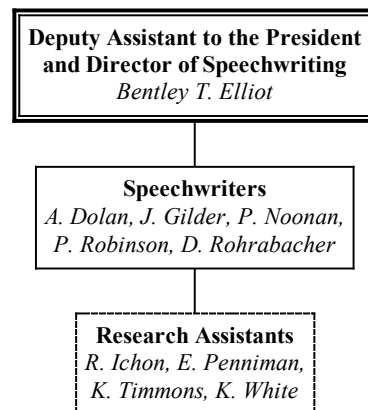 Deputy Assistant to the President
and Director of Speechwriting
Bentley T. Elliot
Speechwriters
A. Dolan, J. Gilder, P. Noonan,
P. Robinson, D. Rohrabacher
Research Assistants
R. Ichon, E. Penniman,
K. Timmons, K. White